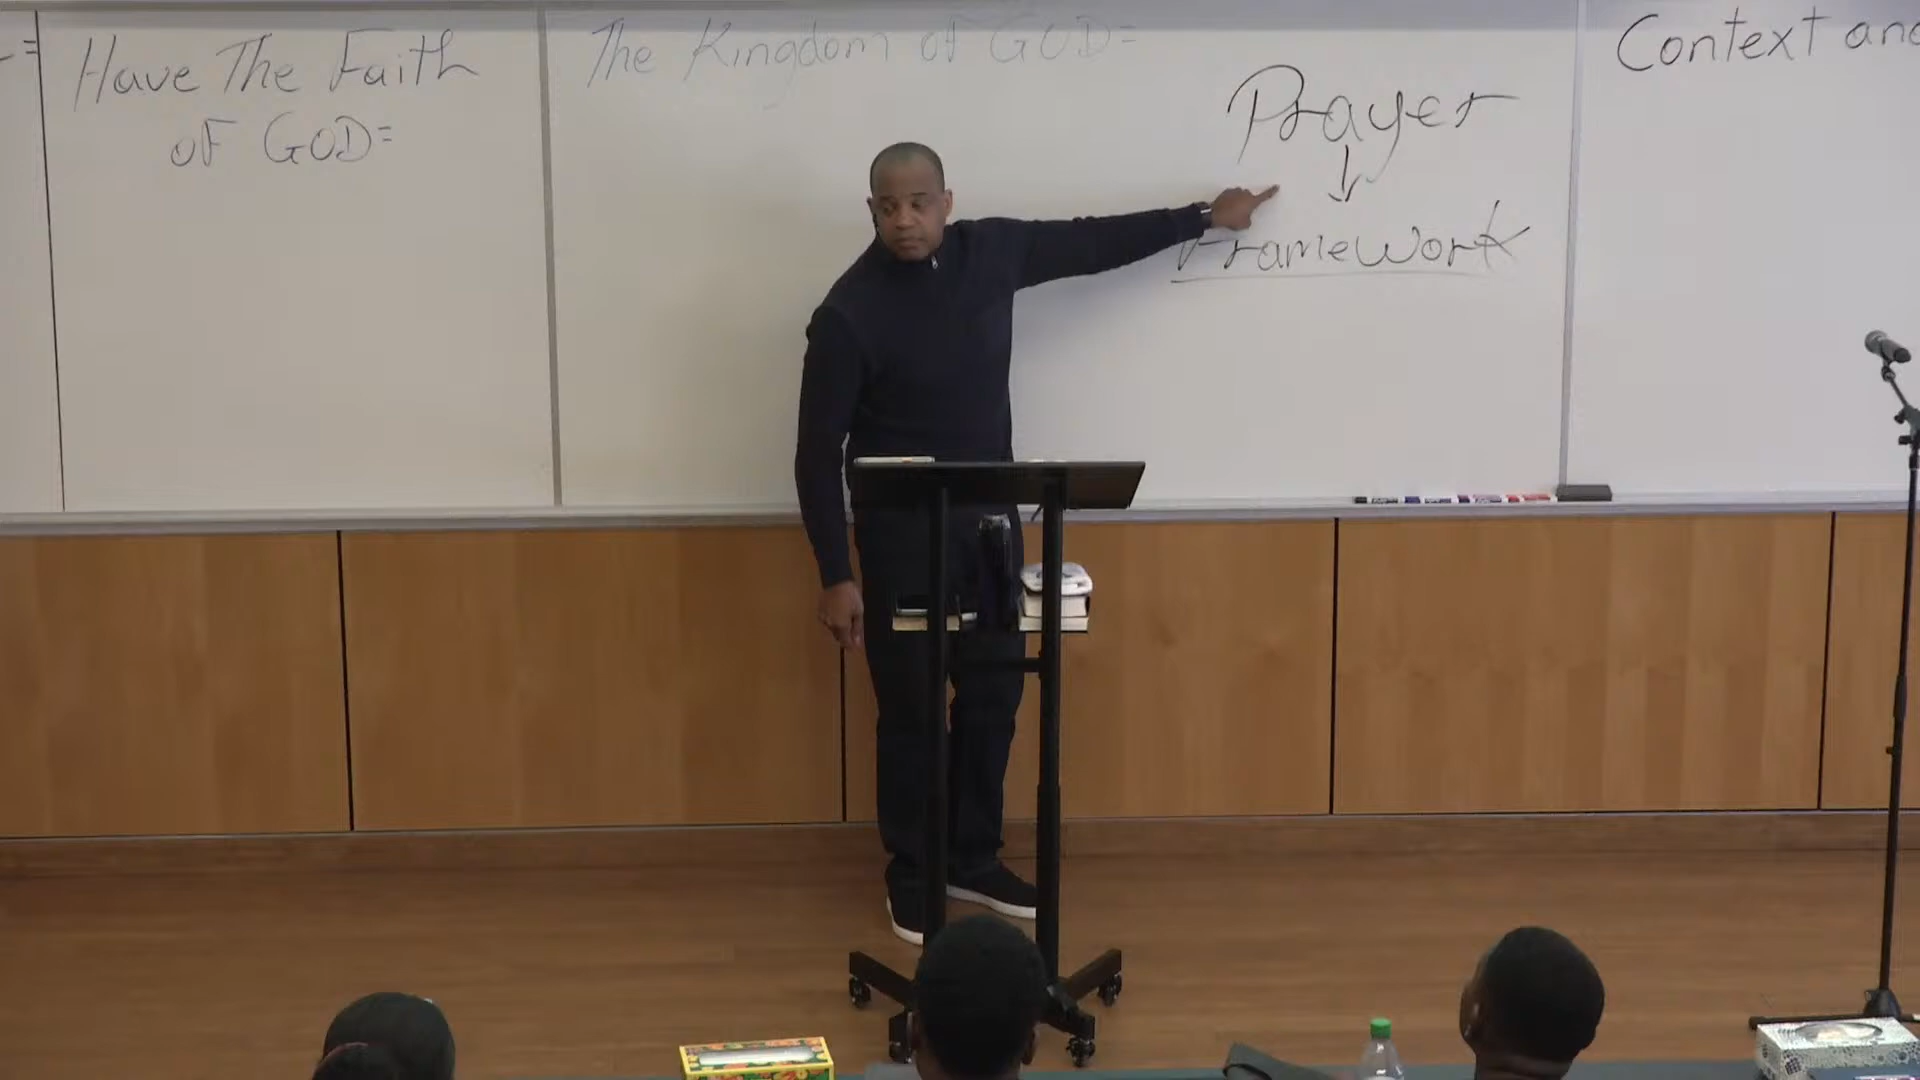 Have The Faith
of GOD=
The Kingdom of GOD=
Prayer
Framework
Context and